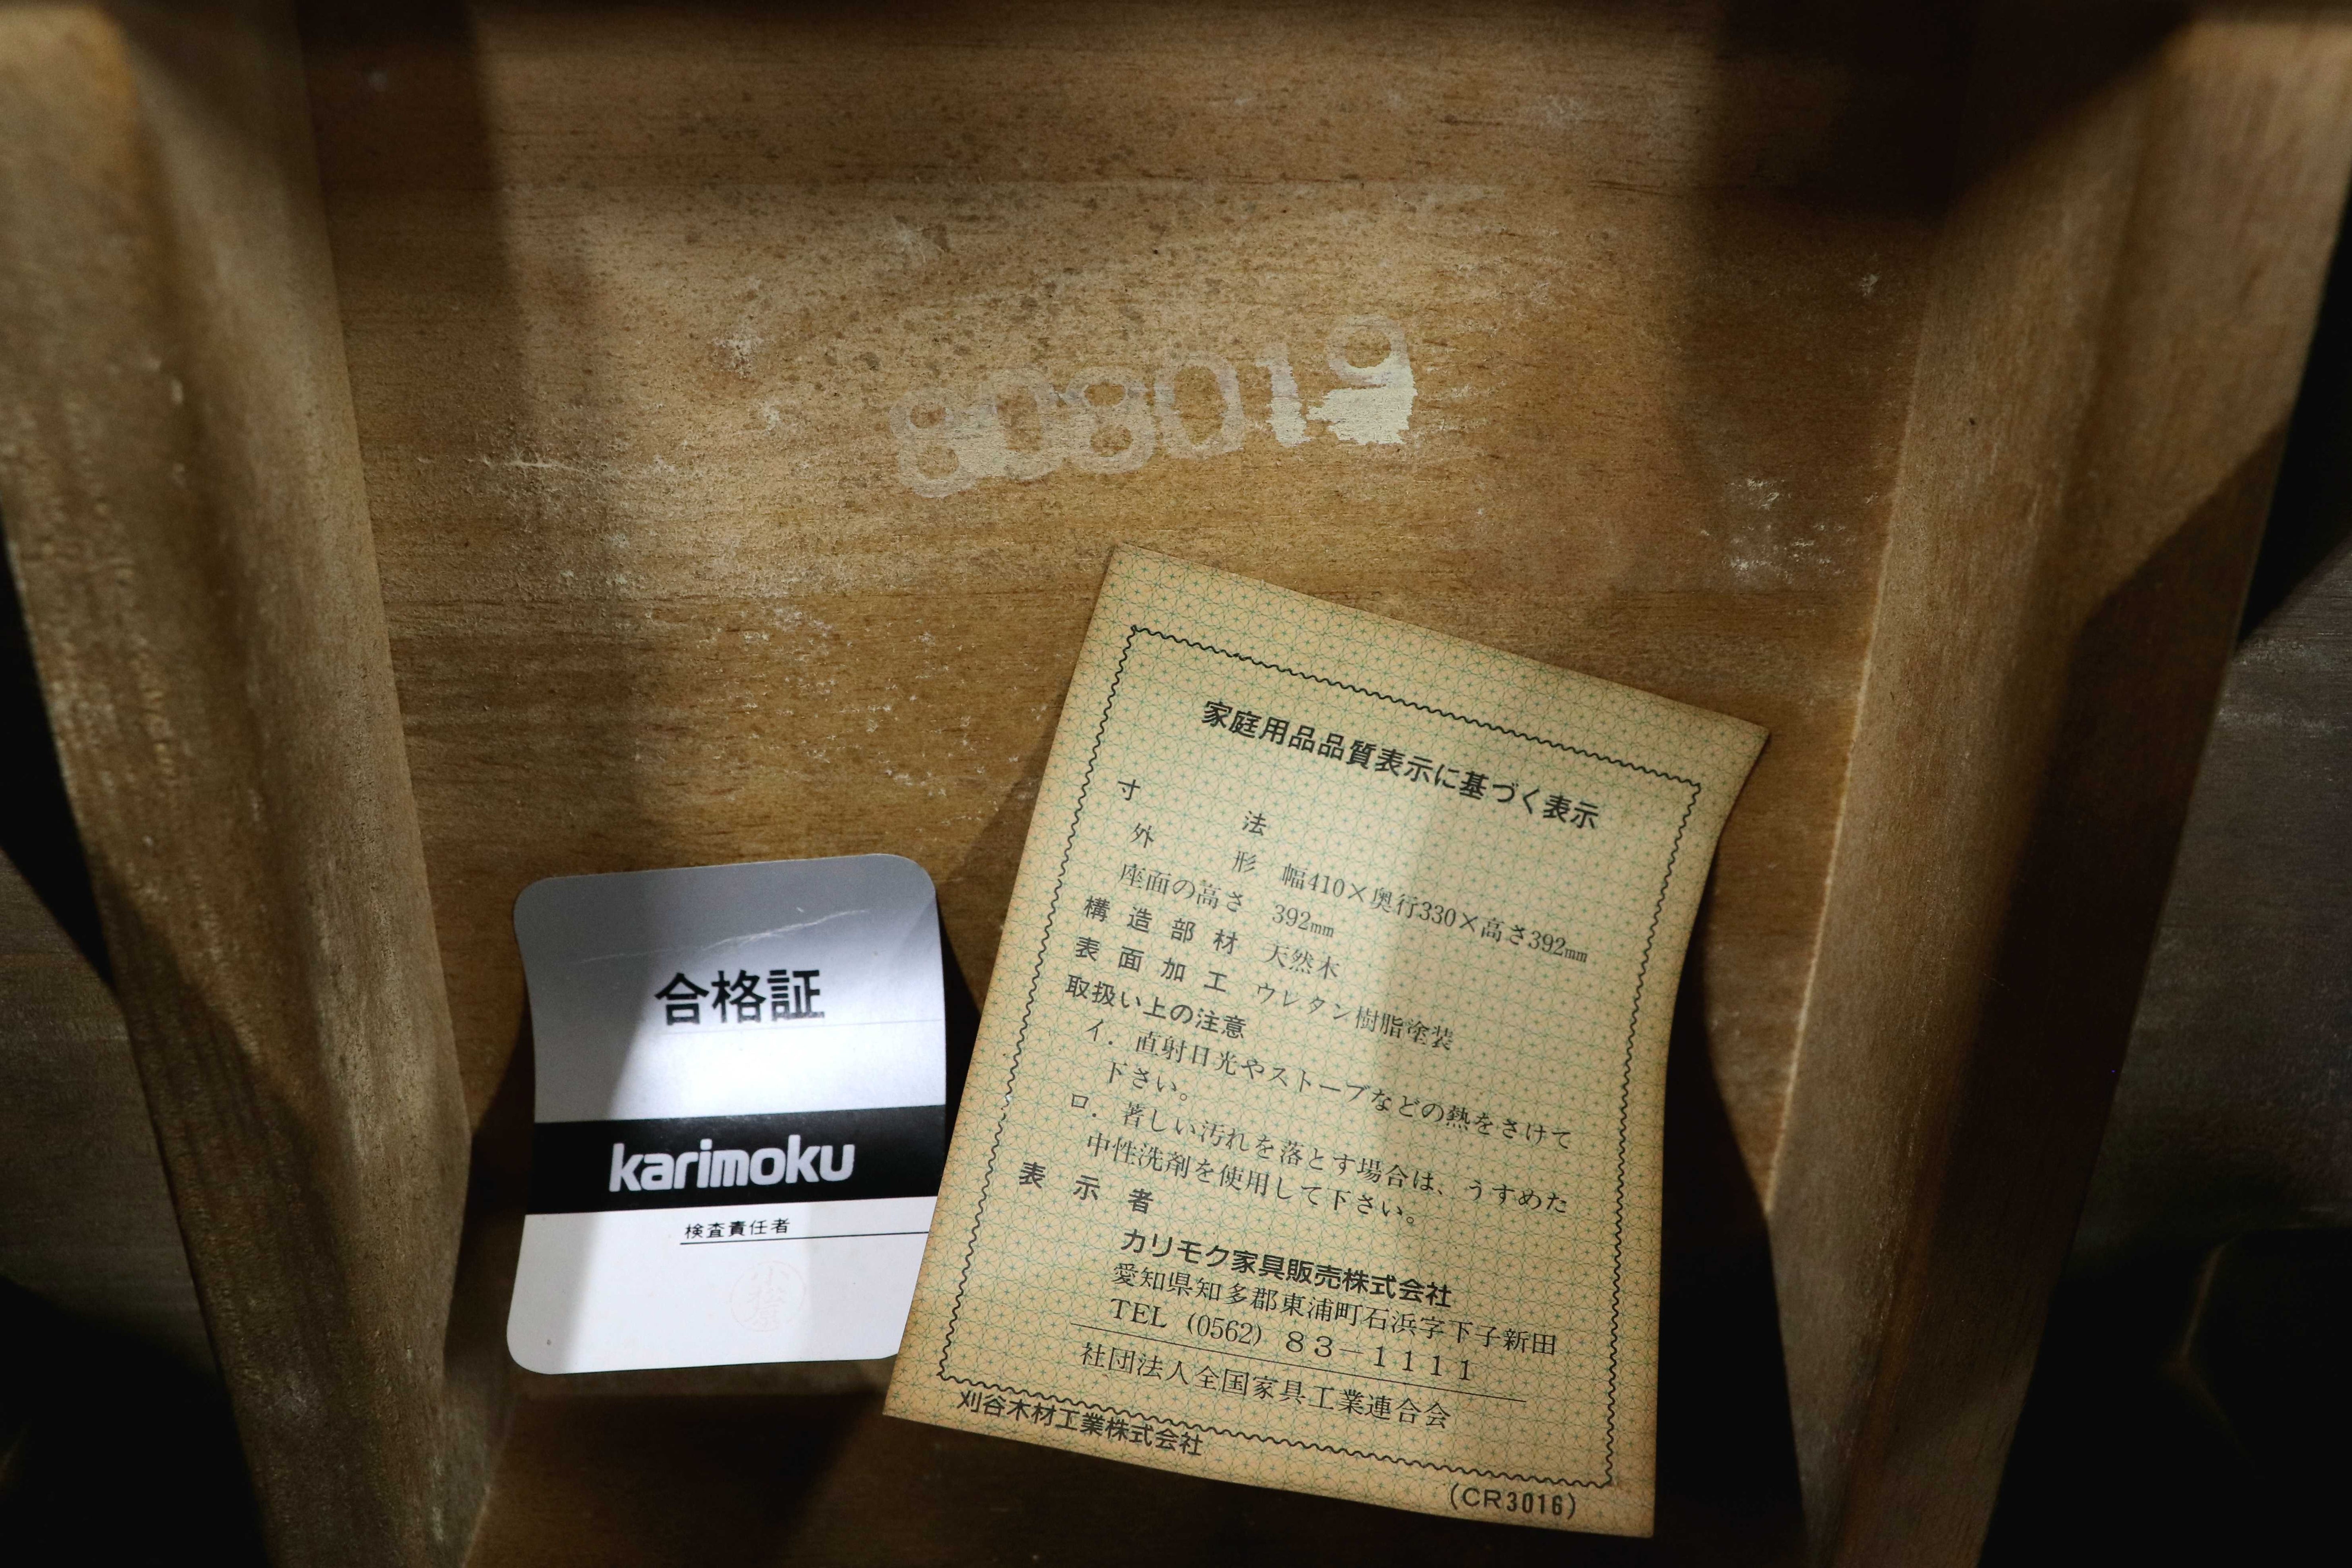 808019
合格証
karimoku
検査責任者
家庭用品品質表示に基づく表示
寸法
外形 幅410×奥行330×高さ392㎜
座面の高さ 392㎜
構造部材 天然木
表面加工 ウレタン樹脂塗装
取扱い上の注意
イ. 直射日光やストーブなどの熱をさけて
下さい。
ロ. 著しい汚れを落とす場合は、うすめた
中性洗剤を使用して下さい。
表示者
カリモク家具販売株式会社
愛知県知多郡東浦町石浜字下子新田
TEL (0562) 83-1111
社団法人全国家具工業連合会
刈谷木材工業株式会社
(CR3016)